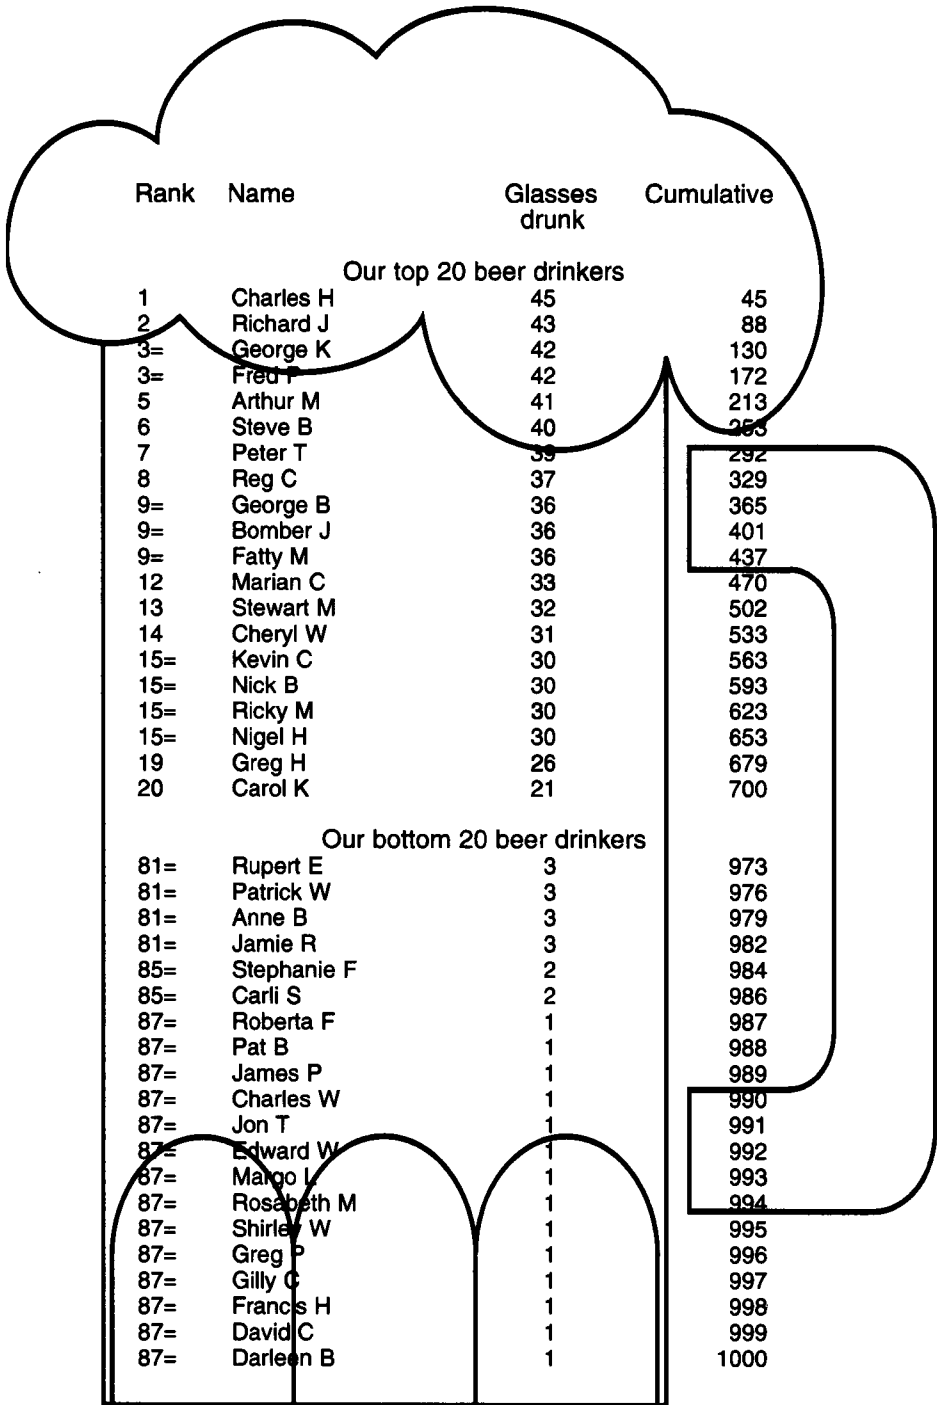 Rank Name Glasses drunk Cumulative
Our top 20 beer drinkers
1 Charles H 45 45
2 Richard J 43 88
3= George K 42 130
3= Fred P 42 172
5 Arthur M 41 213
6 Steve B 40 253
7 Peter T 39 292
8 Reg C 37 329
9= George B 36 365
9= Bomber J 36 401
9= Fatty M 36 437
12 Marian C 33 470
13 Stewart M 32 502
14 Cheryl W 31 533
15= Kevin C 30 563
15= Nick B 30 593
15= Ricky M 30 623
15= Nigel H 30 653
19 Greg H 26 679
20 Carol K 21 700
Our bottom 20 beer drinkers
81= Rupert E 3 973
81= Patrick W 3 976
81= Anne B 3 979
81= Jamie R 3 982
85= Stephanie F 2 984
85= Carli S 2 986
87= Roberta F 1 987
87= Pat B 1 988
87= James P 1 989
87= Charles W 1 990
87= Jon T 1 991
87= Edward W 1 992
87= Margo L 1 993
87= Rosabeth M 1 994
87= Shirley W 1 995
87= Greg P 1 996
87= Gilly C 1 997
87= Francis H 1 998
87= David C 1 999
87= Darleen B 1 1000